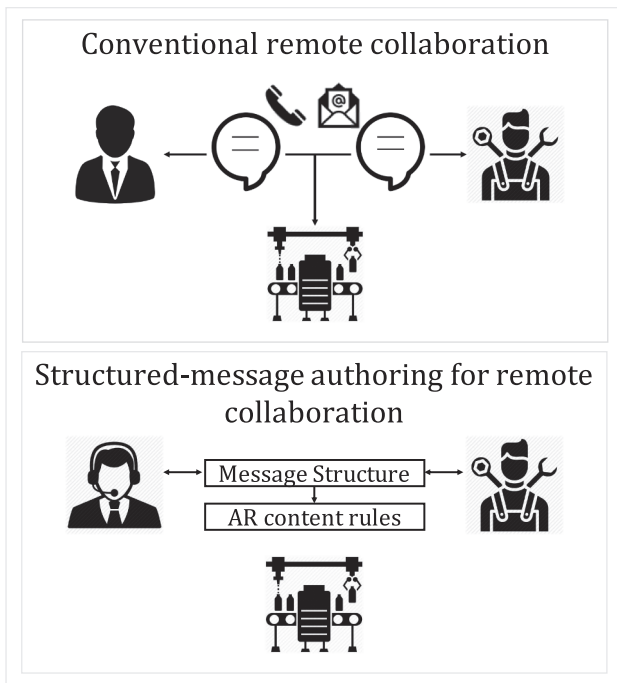 Conventional remote collaboration
@
Structured-message authoring for remote
collaboration
Message Structure
AR content rules